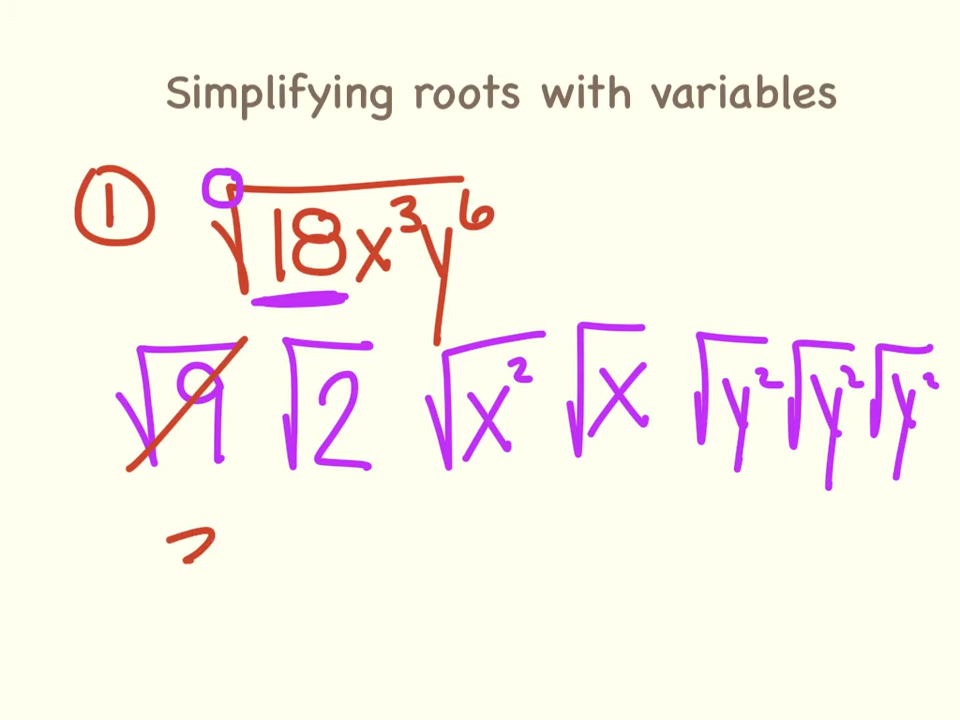 Simplifying roots with variables
① √18x³y⁶
√9 √2 √x² √x √y² √y² √y²